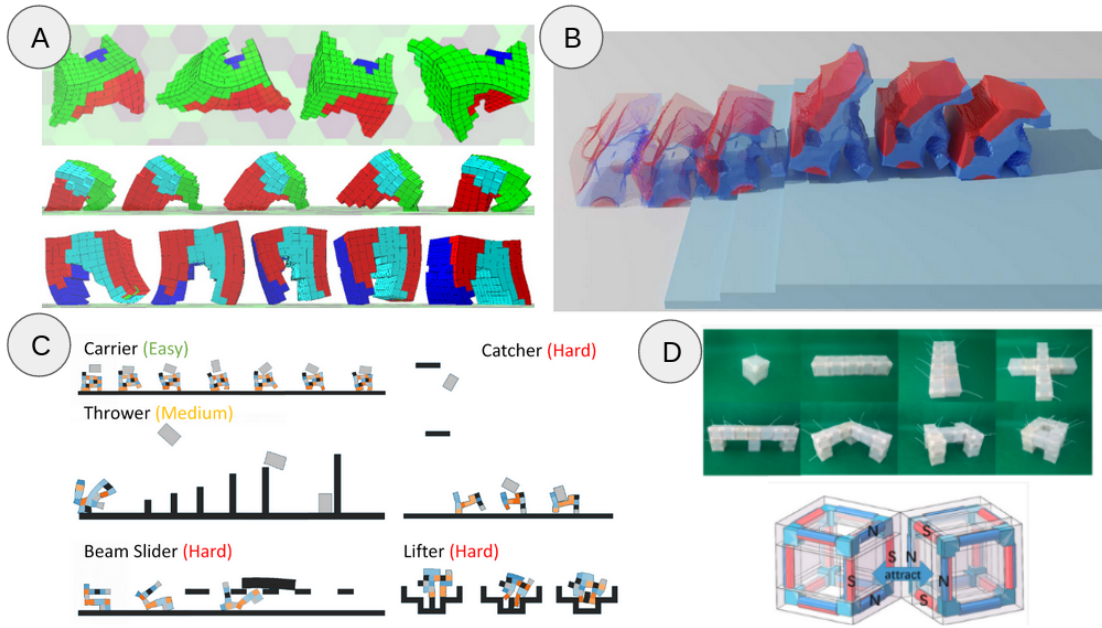 A
B
C
Carrier (Easy)
Catcher (Hard)
Thrower (Medium)
Beam Slider (Hard)
Lifter (Hard)
D
N
S
S
N
attract
S
N
N
S